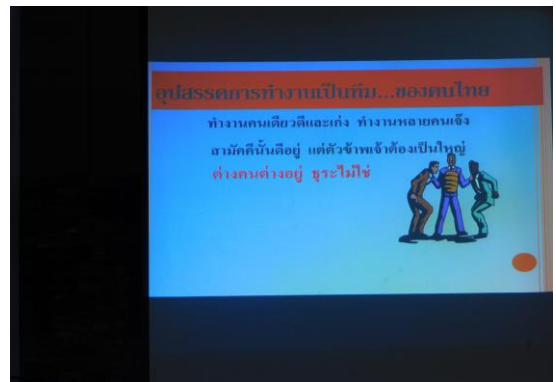 อุปสรรคการทำงานเป็นทีม...ของคนไทย
ทำงานคนเดียวดีและเก่ง ทำงานหลายคนเจ๊ง
สามัคคีนั้นดีอยู่ แต่ตัวข้าพเจ้าต้องเป็นใหญ่
ต่างคนต่างอยู่ ธุระไม่ใช่